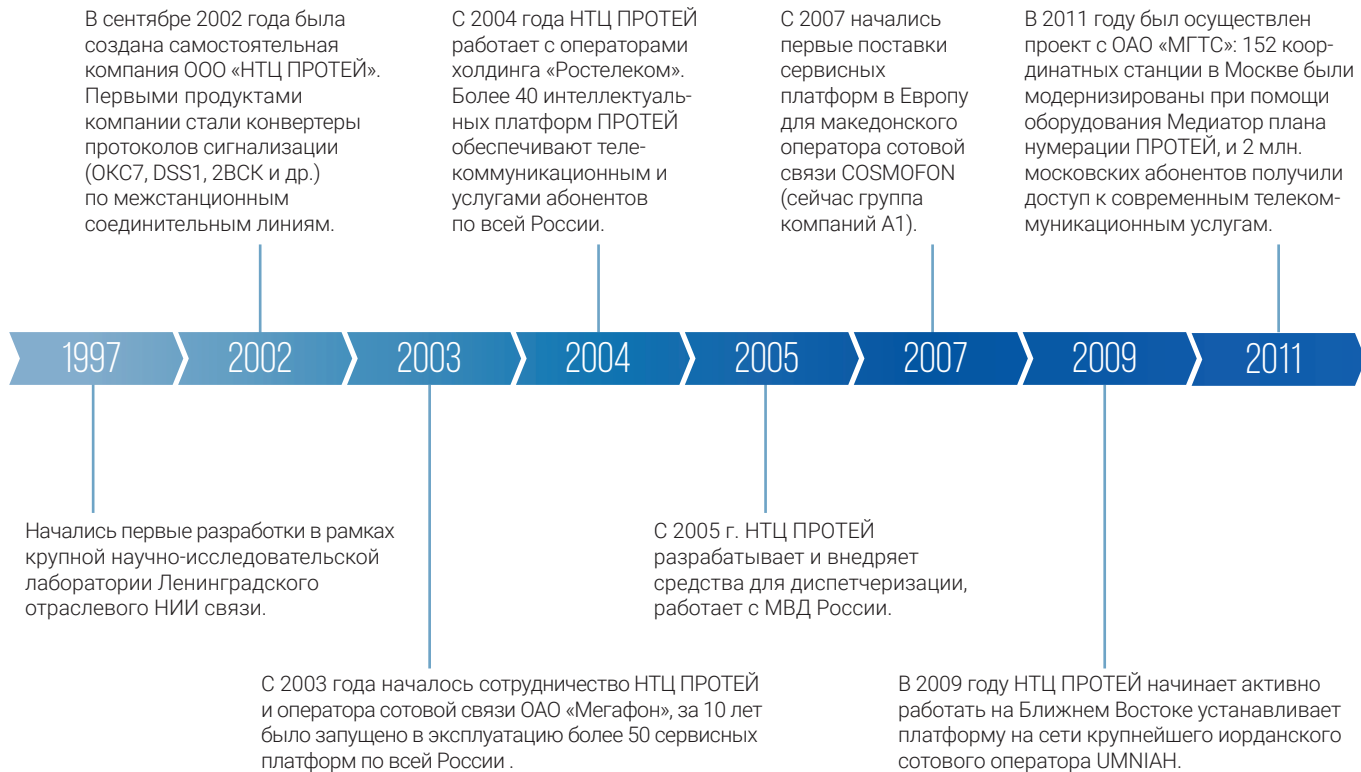 В сентябре 2002 года была
создана самостоятельная
компания ООО «НТЦ ПРОТЕЙ».
Первыми продуктами
компании стали конвертеры
протоколов сигнализации
(ОКС7, DSS1, 2ВСК и др.)
по межстанционным
соединительным линиям.
С 2004 года НТЦ ПРОТЕЙ
работает с операторами
холдинга «Ростелеком».
Более 40 интеллектуаль-
ных платформ ПРОТЕЙ
обеспечивают теле-
коммуникационным и
услугами абонентов
по всей России.
С 2007 начались
первые поставки
сервисных
платформ в Европу
для македонского
оператора сотовой
связи COSMOFON
(сейчас группа
компаний А1).
В 2011 году был осуществлен
проект с ОАО «МГТС»: 152 коор-
динатных станции в Москве были
модернизированы при помощи
оборудования Медиатор плана
нумерации ПРОТЕЙ, и 2 млн.
московских абонентов получили
доступ к современным телеком-
муникационным услугам.
1997 2002 2003 2004 2005 2007 2009 2011
Начались первые разработки в рамках
крупной научно-исследовательской
лаборатории Ленинградского
отраслевого НИИ связи.
С 2005 г. НТЦ ПРОТЕЙ
разрабатывает и внедряет
средства для диспетчеризации,
работает с МВД России.
С 2003 года началось сотрудничество НТЦ ПРОТЕЙ
и оператора сотовой связи ОАО «Мегафон», за 10 лет
было запущено в эксплуатацию более 50 сервисных
платформ по всей России .
В 2009 году НТЦ ПРОТЕЙ начинает активно
работать на Ближнем Востоке устанавливает
платформу на сети крупнейшего иорданского
сотового оператора UMNIAH.